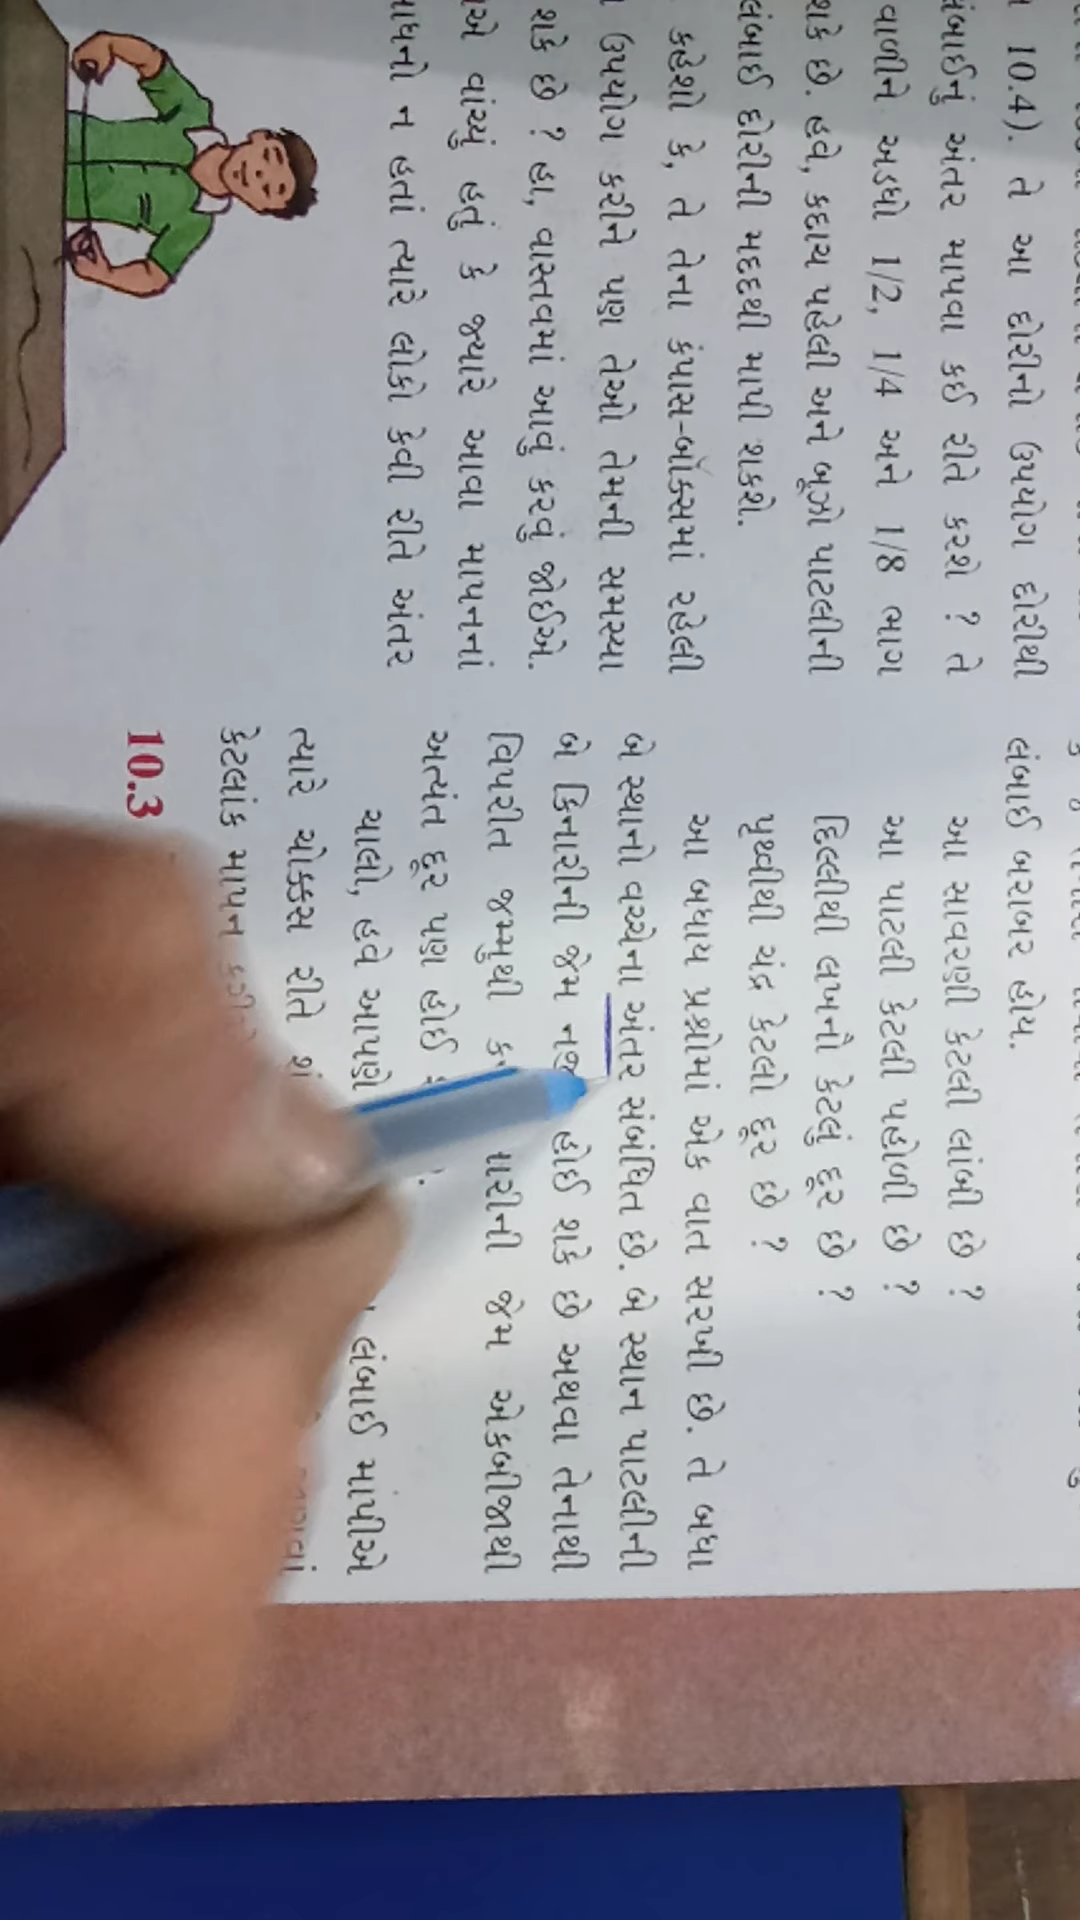 10.4). તે આ દોરીનો ઉપયોગ દોરીથી
અંતર માપવા કઈ રીતે કરશે ? તે
વાળીને અડધો 1/2, 1/4 અને 1/8 ભાગ
શકે છે. હવે, કદાચ પહેલી અને બૂઝો પાટલીની
લંબાઈ દોરીની મદદથી માપી શકશે.
કહેશો કે, તે તેના કંપાસ-બૉક્સમાં રહેલી
ઉપયોગ કરીને પણ તેઓ તેમની સમસ્યા
શકે છે ? હા, વાસ્તવમાં આવું કરવું જોઈએ.
વાંચ્યું હતું કે જ્યારે આવા માપનનાં
ન હતાં ત્યારે લોકો કેવી રીતે અંતર
લંબાઈ બરાબર હોય.
આ સાવરણી કેટલી લાંબી છે ?
આ પાટલી કેટલી પહોળી છે ?
દિલ્લીથી લખનૌ કેટલું દૂર છે ?
પૃથ્વીથી ચંદ્ર કેટલો દૂર છે ?
આ બધાય પ્રશ્નોમાં એક વાત સરખી છે. તે બધા
બે સ્થાનો વચ્ચેના અંતર સંબંધિત છે. બે સ્થાન પાટલીની
બે કિનારીની જેમ હોઈ શકે છે અથવા તેનાથી
વિપરીત જમ્મુથી જેમ એકબીજાથી
અત્યંત દૂર પણ હોઈ
ચાલો, હવે આપણે લંબાઈ માપીએ
ત્યારે ચોક્કસ રીતે શું
કેટલાંક માપન
10.3